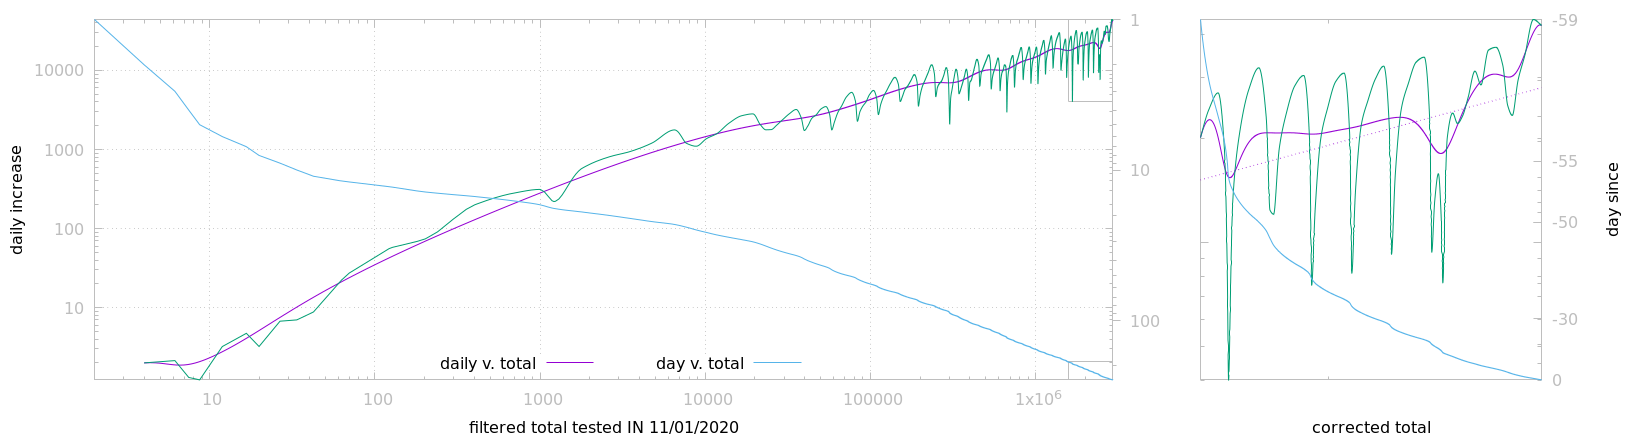 daily increase
10000
1000
100
10
1
10
100
daily v. total
day v. total
10
100
1000
10000
100000
1x10⁶
filtered total tested IN 11/01/2020
-59
-55
-50
-30
0
day since
corrected total